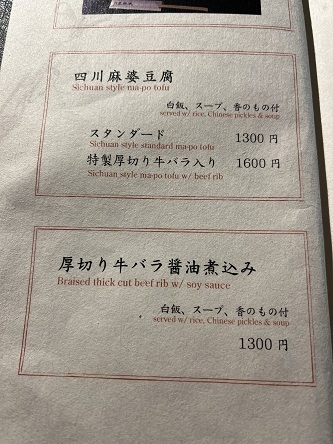 四川麻婆豆腐
Sichuan style ma-po tofu
白飯、スープ、香のもの付
served w/ rice, Chinese pickles & soup
スタンダード 1300 円
Sichuan style standard ma-po tofu
特製厚切り牛バラ入り 1600 円
Sichuan style ma-po tofu w/ beef rib
厚切り牛バラ醤油煮込み
Braised thick cut beef rib w/ soy sauce
白飯、スープ、香のもの付
served w/ rice, Chinese pickles & soup
1300 円